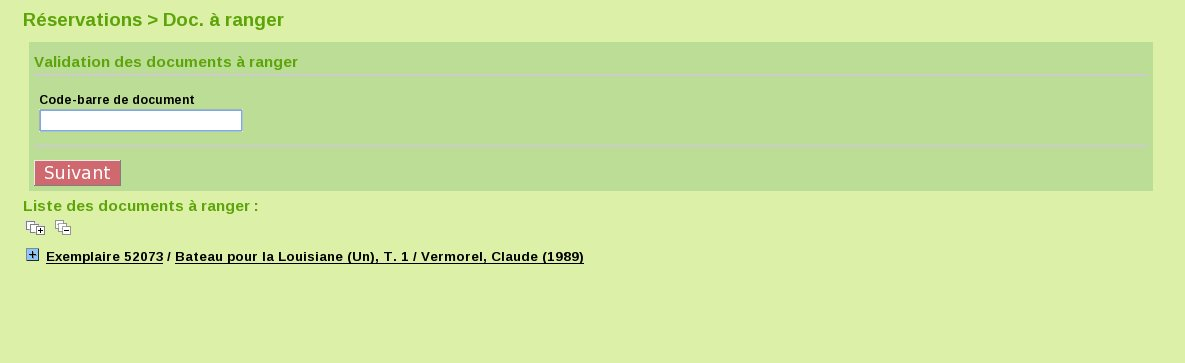 Réservations > Doc. à ranger
Validation des documents à ranger
Code-barre de document
Suivant
Liste des documents à ranger :
Exemplaire 52073 / Bateau pour la Louisiane (Un), T. 1 / Vermorel, Claude (1989)